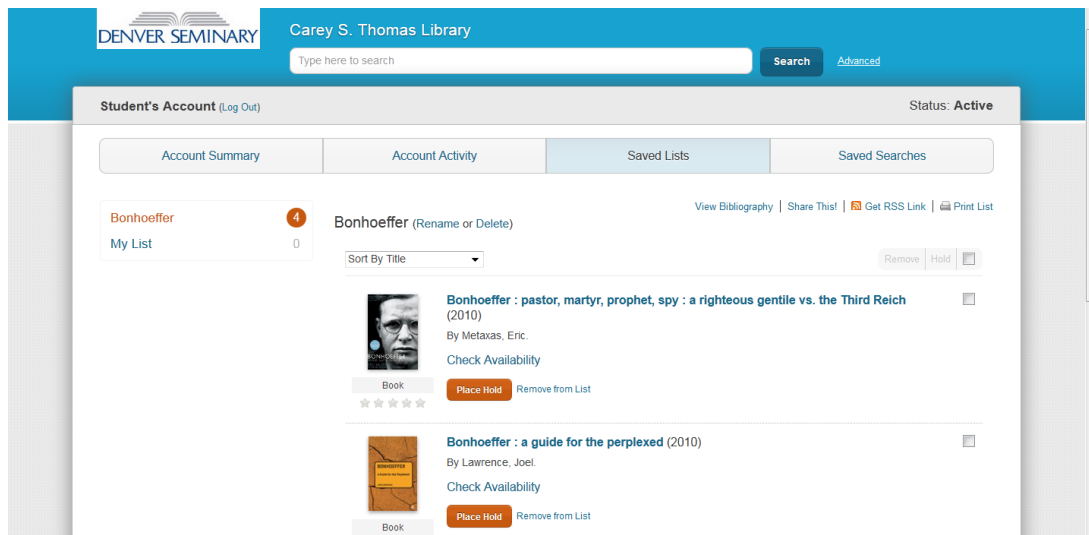 DENVER SEMINARY
Carey S. Thomas Library
Type here to search
Search
Advanced
Student's Account (Log Out)
Status: Active
Account Summary
Account Activity
Saved Lists
Saved Searches
Bonhoeffer 4
My List 0
View Bibliography | Share This! | Get RSS Link | Print List
Bonhoeffer (Rename or Delete)
Sort By Title
Remove Hold
BONHOEFFER
Bonhoeffer : pastor, martyr, prophet, spy : a righteous gentile vs. the Third Reich
(2010)
By Metaxas, Eric.
Check Availability
Book
Place Hold Remove from List
BONHOEFFER
Bonhoeffer : a guide for the perplexed (2010)
By Lawrence, Joel.
Check Availability
Place Hold Remove from List
Book